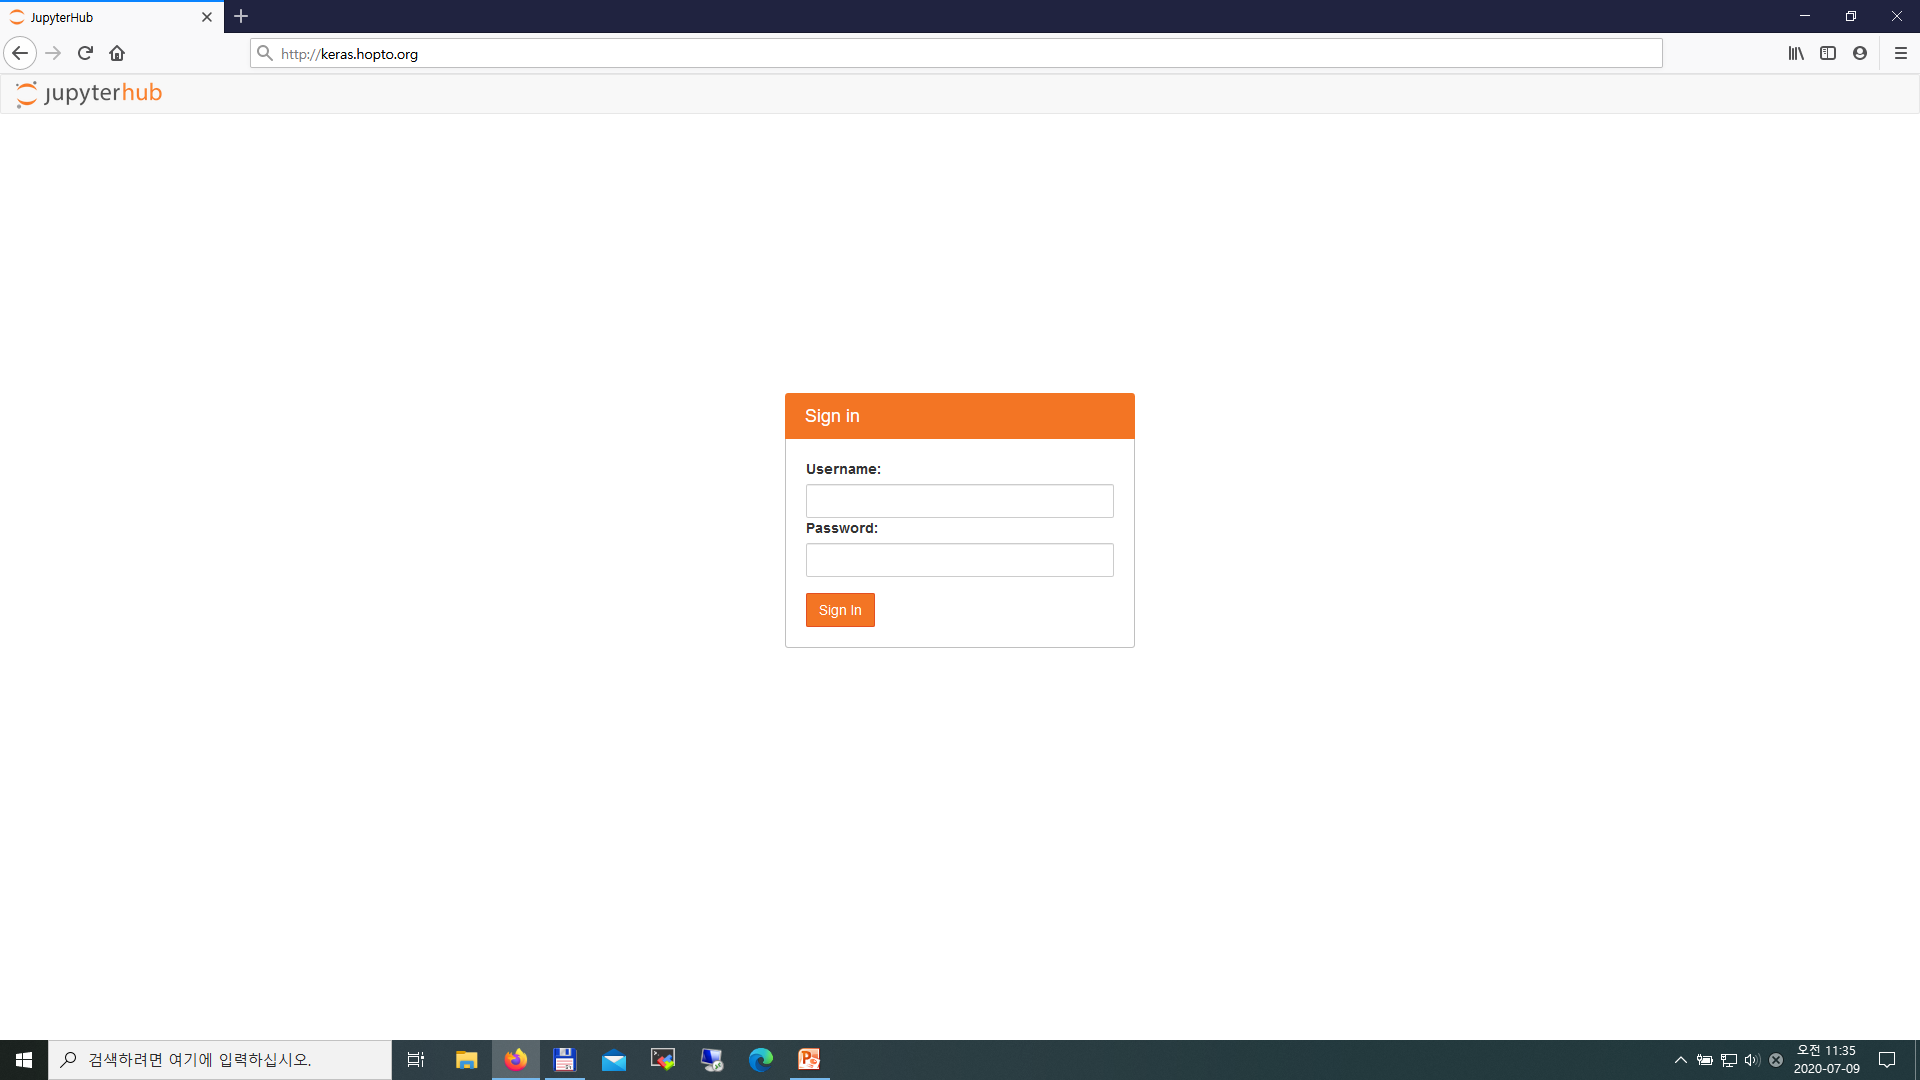 JupyterHub
http://keras.hopto.org
jupyterhub
Sign in
Username:
Password:
Sign In
검색하려면 여기에 입력하십시오.
오전 11:35
2020-07-09